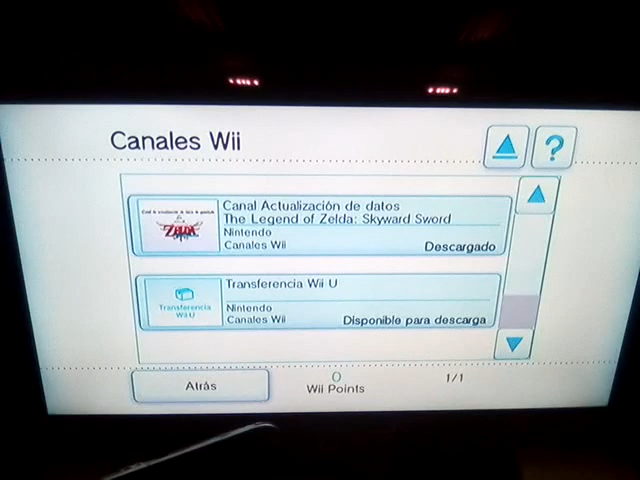 Canales Wii
?
Canal Actualización de datos
The Legend of Zelda: Skyward Sword
ZELDA
Nintendo
Canales Wii
Descargado
Transferencia Wii U
Transferencia
Wii U
Nintendo
Canales Wii
Disponible para descarga
Atrás
0
Wii Points
1/1